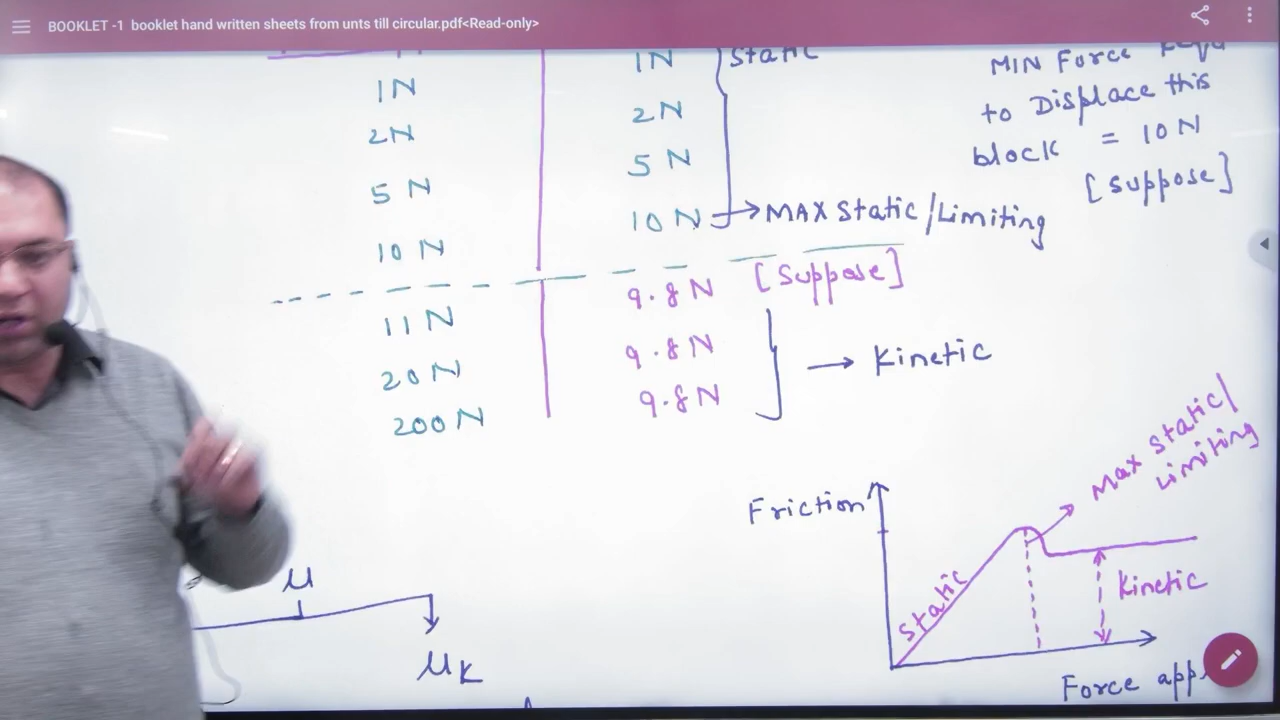 BOOKLET -1 booklet hand written sheets from unts till circular.pdf<Read-only>
1N static
MIN Force
1N
to Displace this
2N 2N
block = 10 N
5 N 5 N
[suppose]
10 N 10 N → MAX static/Limiting
9.8 N [suppose]
11 N
9.8 N
→ Kinetic
20 N
9.8 N
200 N
Max static/
Limiting
Friction
static
Kinetic
μ
μK
Force app